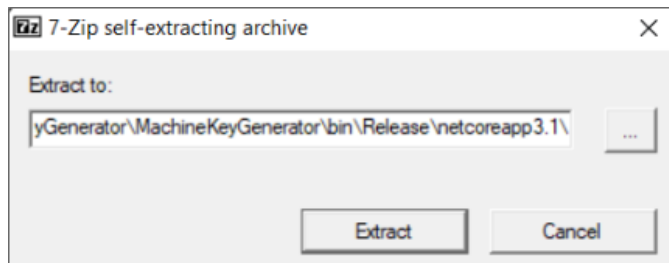 7z 7-Zip self-extracting archive
Extract to:
yGenerator\MachineKeyGenerator\bin\Release\netcoreapp3.1\
...
Extract Cancel